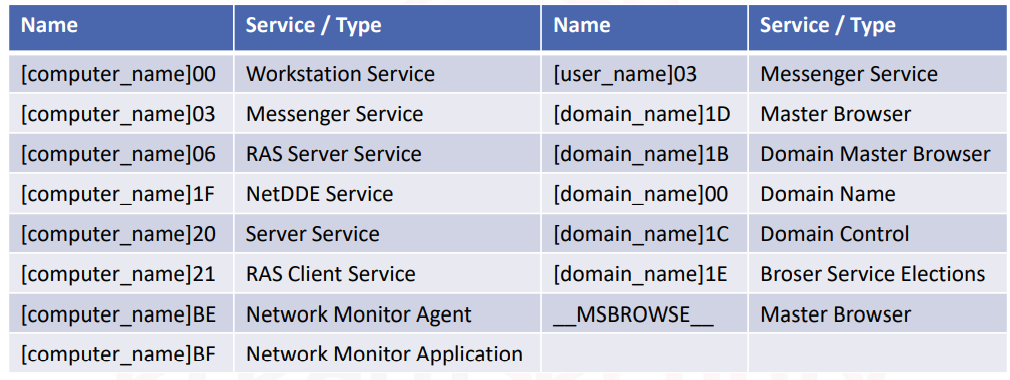 Name Service / Type Name Service / Type
[computer_name]00 Workstation Service [user_name]03 Messenger Service
[computer_name]03 Messenger Service [domain_name]1D Master Browser
[computer_name]06 RAS Server Service [domain_name]1B Domain Master Browser
[computer_name]1F NetDDE Service [domain_name]00 Domain Name
[computer_name]20 Server Service [domain_name]1C Domain Control
[computer_name]21 RAS Client Service [domain_name]1E Broser Service Elections
[computer_name]BE Network Monitor Agent __MSBROWSE__ Master Browser
[computer_name]BF Network Monitor Application